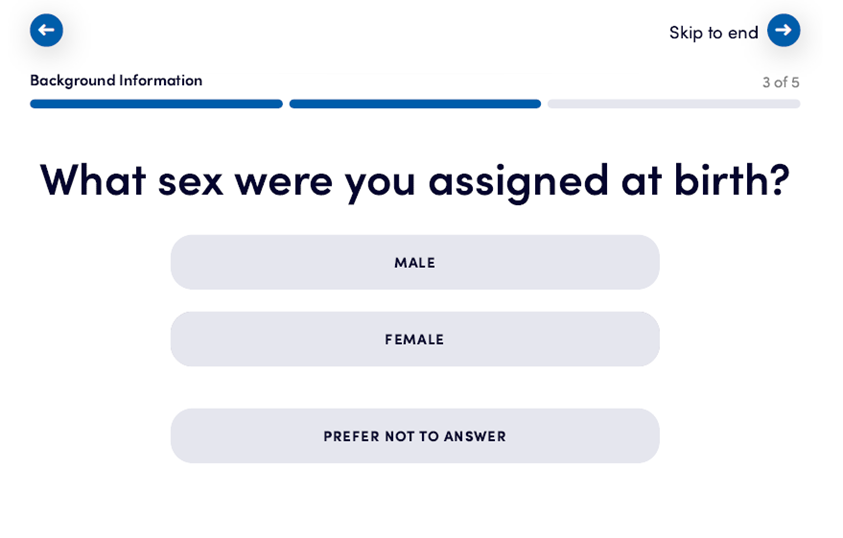 Skip to end
Background Information
3 of 5
What sex were you assigned at birth?
MALE
FEMALE
PREFER NOT TO ANSWER